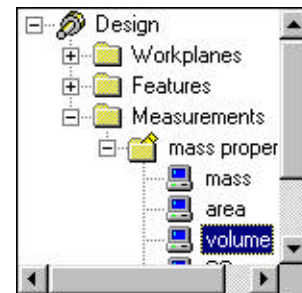 Design
Workplanes
Features
Measurements
mass proper
mass
area
volume